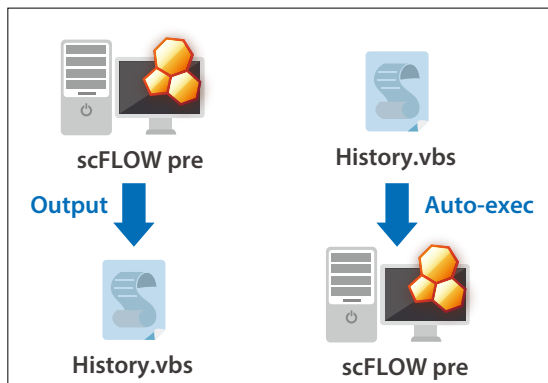 scFLOW pre
History.vbs
Output
Auto-exec
History.vbs
scFLOW pre